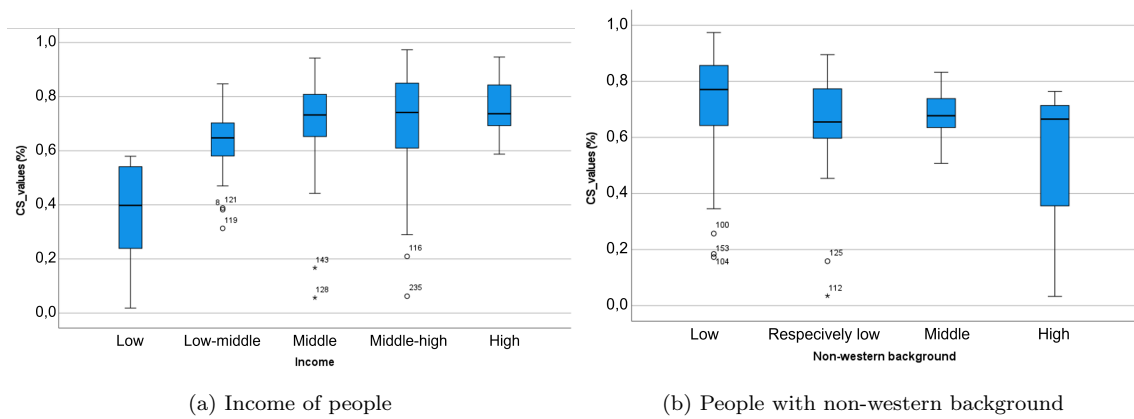 1,0
0,8
0,6
0,4
0,2
0,0
CS_values (%)
8 121
119
143
128
116
235
Low Low-middle Middle Middle-high High
Income
(a) Income of people
1,0
0,8
0,6
0,4
0,2
0,0
CS_values (%)
100
153
104
125
112
Low Respecively low Middle High
Non-western background
(b) People with non-western background